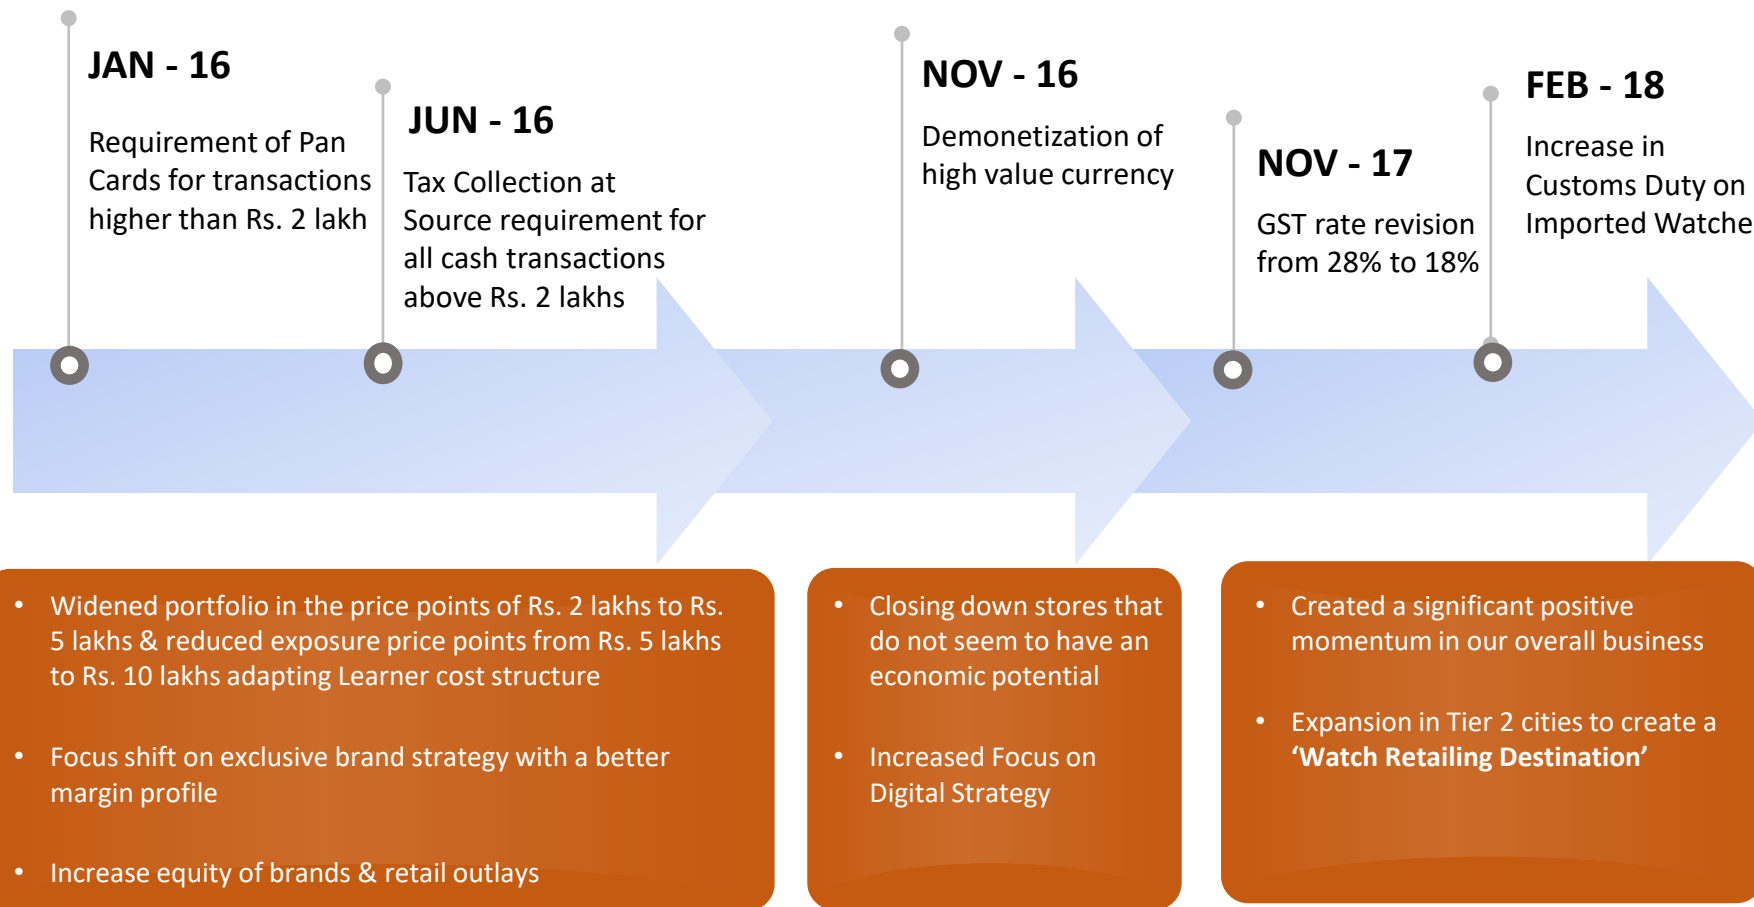 JAN - 16
Requirement of Pan
Cards for transactions
higher than Rs. 2 lakh
JUN - 16
Tax Collection at
Source requirement for
all cash transactions
above Rs. 2 lakhs
NOV - 16
Demonetization of
high value currency
NOV - 17
GST rate revision
from 28% to 18%
FEB - 18
Increase in
Customs Duty on
Imported Watche
• Widened portfolio in the price points of Rs. 2 lakhs to Rs.
5 lakhs & reduced exposure price points from Rs. 5 lakhs
to Rs. 10 lakhs adapting Learner cost structure
• Focus shift on exclusive brand strategy with a better
margin profile
• Increase equity of brands & retail outlays
• Closing down stores that
do not seem to have an
economic potential
• Increased Focus on
Digital Strategy
• Created a significant positive
momentum in our overall business
• Expansion in Tier 2 cities to create a
‘Watch Retailing Destination’